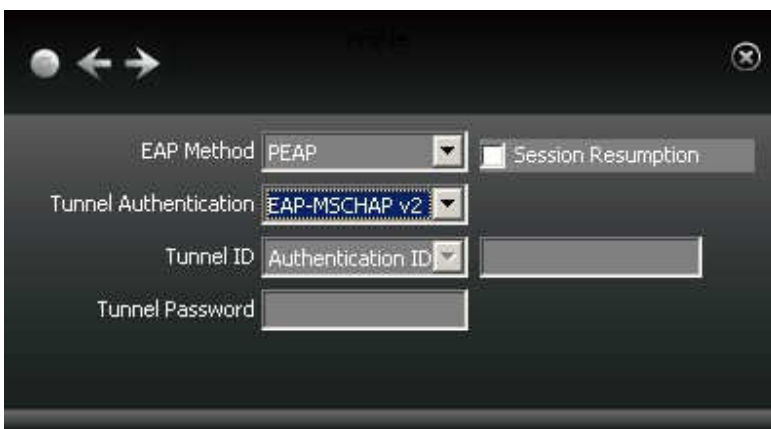 EAP Method PEAP Session Resumption
Tunnel Authentication EAP-MSCHAP v2
Tunnel ID Authentication ID
Tunnel Password